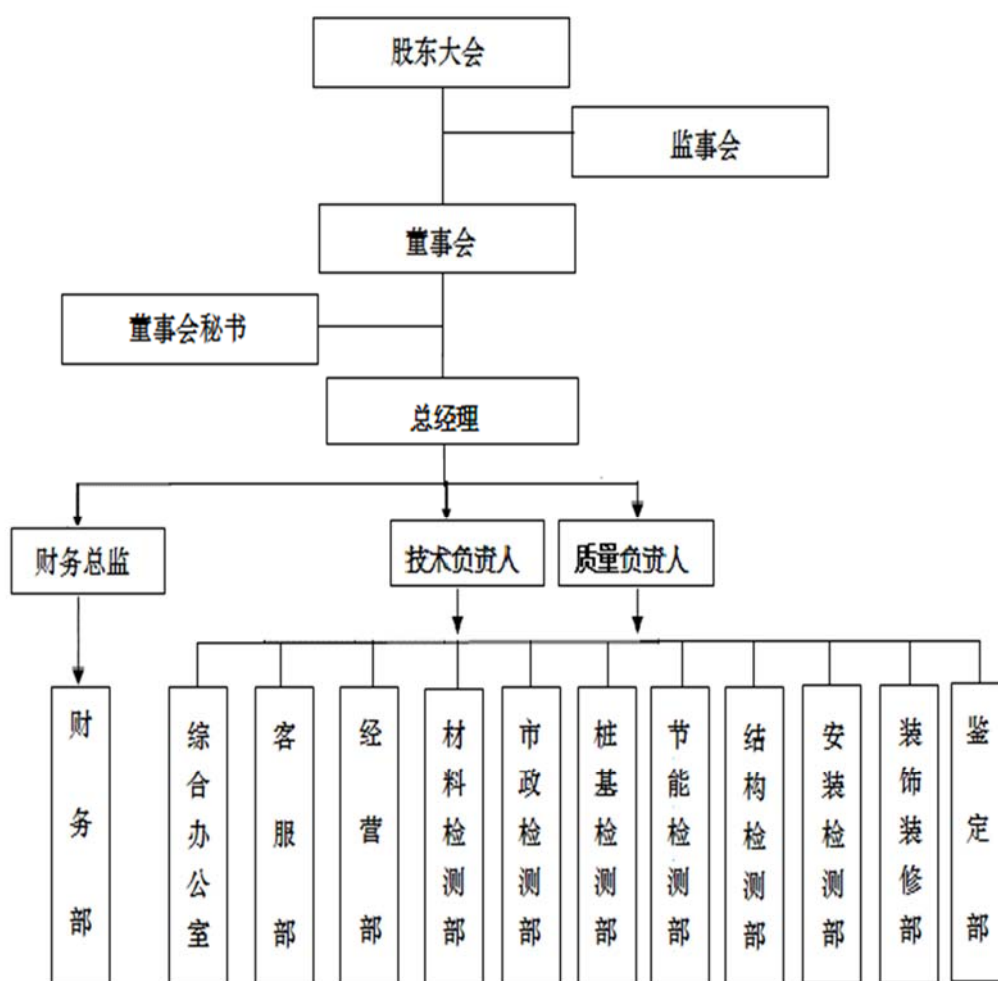 股东大会
监事会
董事会
董事会秘书
总经理
财务总监
技术负责人
质量负责人
财务部
综合办公室
客服部
经营部
材料检测部
市政检测部
桩基检测部
节能检测部
结构检测部
安装检测部
装饰装修部
鉴定部